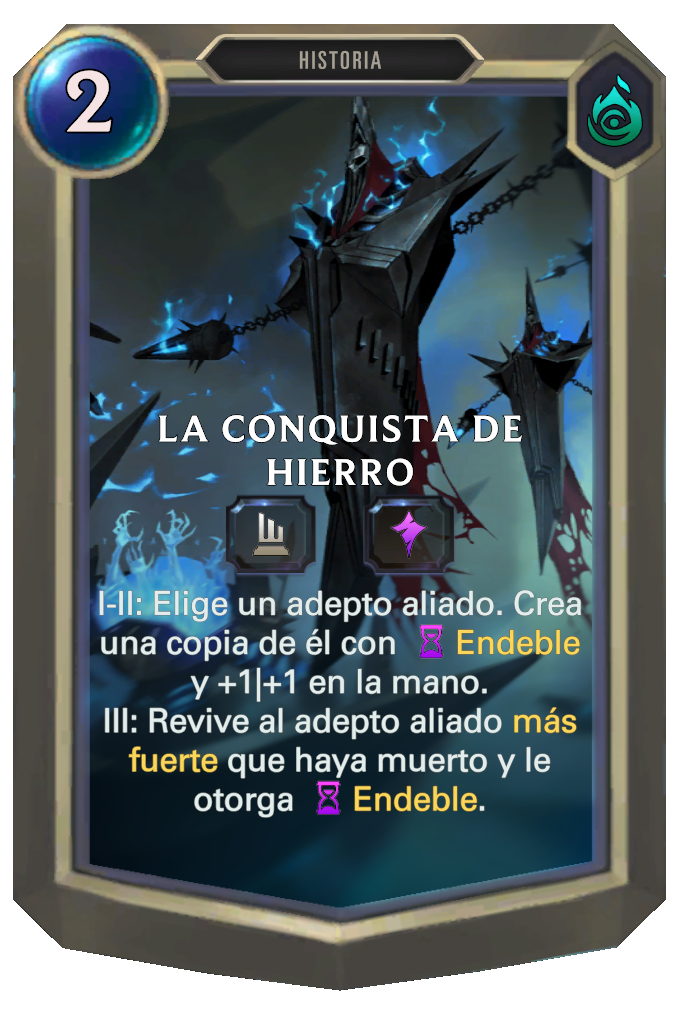 2
HISTORIA
LA CONQUISTA DE
HIERRO
I-II: Elige un adepto aliado. Crea
una copia de él con Endeble
y +1|+1 en la mano.
III: Revive al adepto aliado más
fuerte que haya muerto y le
otorga Endeble.